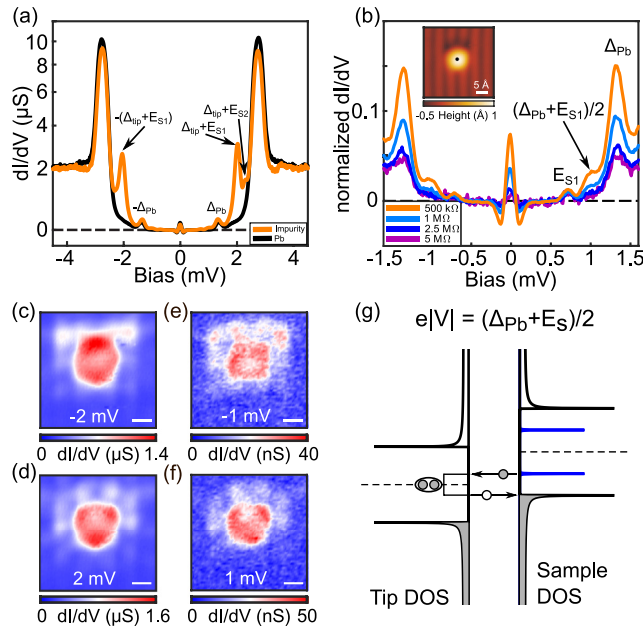 (a)
10
8
6
4
2
0
dI/dV (µS)
-(Δtip+ES1)
Δtip+ES2
Δtip+ES1
-ΔPb
ΔPb
Impurity
Pb
-4 -2 0 2 4
Bias (mV)
(b)
normalized dI/dV
0.1
0
-0.5 Height (Å) 1
5 Å
ΔPb
(ΔPb+ES1)/2
ES1
500 kΩ
1 MΩ
2.5 MΩ
5 MΩ
-1.5 -1 -0.5 0 0.5 1 1.5
Bias (mV)
(c)
-2 mV
0 dI/dV (µS) 1.4
(e)
-1 mV
0 dI/dV (nS) 40
(d)
2 mV
0 dI/dV (µS) 1.6
(f)
1 mV
0 dI/dV (nS) 50
(g)
e|V| = (ΔPb+ES)/2
Tip DOS
Sample
DOS